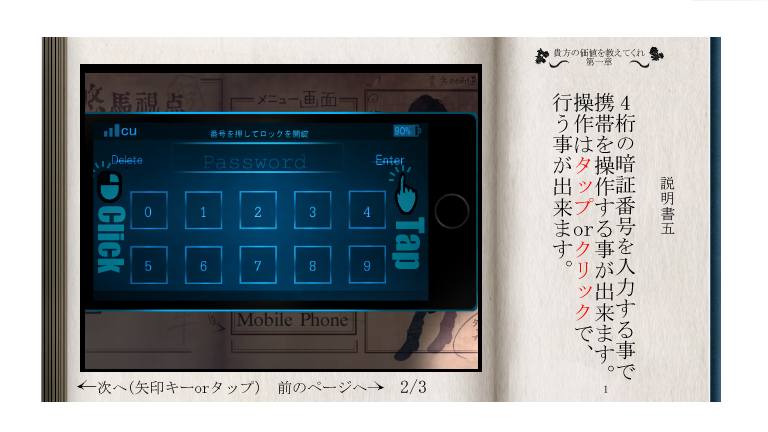 貴方の価値を教えてくれ
第一章
説明書五
4桁の暗証番号を入力する事で
携帯を操作する事が出来ます。
操作はタップorクリックで、
行う事が出来ます。
1
悠馬視点
メニュー画面
cu
番号を押してロックを開錠
90%
Delete
Password
Enter
Click
Tap
0 1 2 3 4
5 6 7 8 9
Mobile Phone
←次へ(矢印キーorタップ) 前のページへ→ 2/3